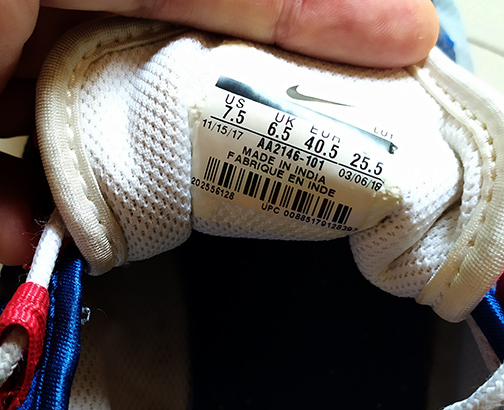 US UK EUR
7.5 6.5 40.5 25.5
11/15/17 AA2146-101 03/06/18
MADE IN INDIA
FABRIQUE EN INDE
202556128
UPC